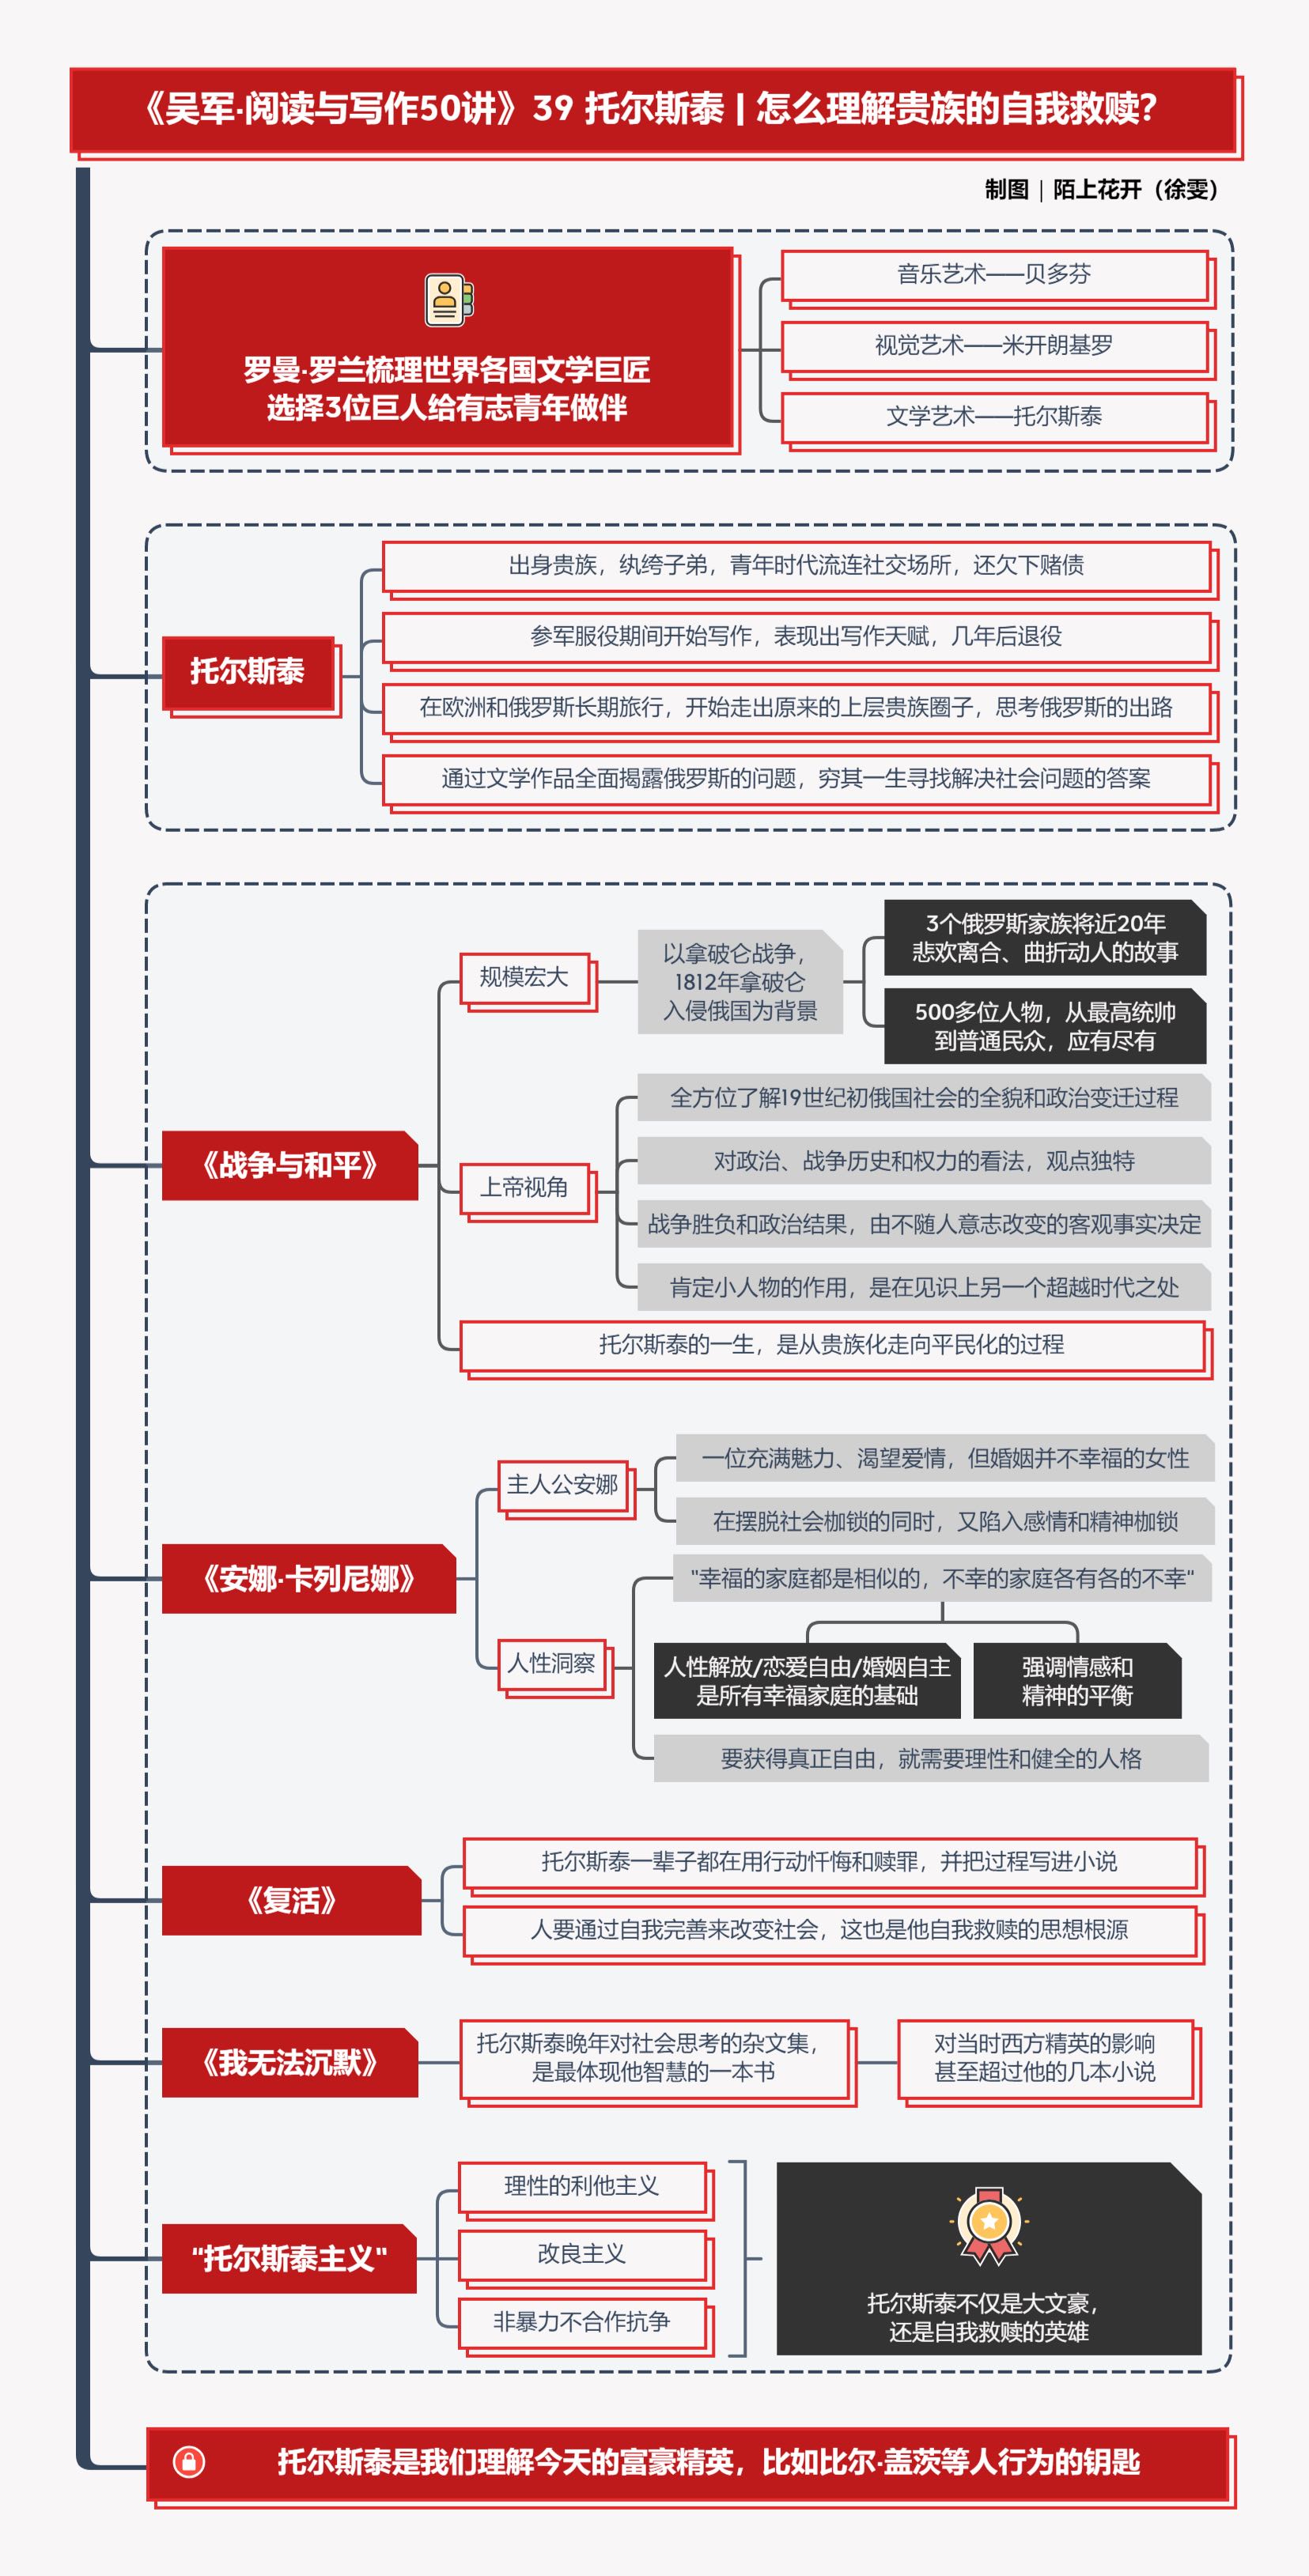 《吴军·阅读与写作50讲》39 托尔斯泰 | 怎么理解贵族的自我救赎？
制图｜陌上花开（徐雯）
罗曼·罗兰梳理世界各国文学巨匠
选择3位巨人给有志青年做伴
音乐艺术——贝多芬
视觉艺术——米开朗基罗
文学艺术——托尔斯泰
托尔斯泰
出身贵族，纨绔子弟，青年时代流连社交场所，还欠下赌债
参军服役期间开始写作，表现出写作天赋，几年后退役
在欧洲和俄罗斯长期旅行，开始走出原来的上层贵族圈子，思考俄罗斯的出路
通过文学作品全面揭露俄罗斯的问题，穷其一生寻找解决社会问题的答案
《战争与和平》
规模宏大
以拿破仑战争，
1812年拿破仑
入侵俄国为背景
3个俄罗斯家族将近20年
悲欢离合、曲折动人的故事
500多位人物，从最高统帅
到普通民众，应有尽有
上帝视角
全方位了解19世纪初俄国社会的全貌和政治变迁过程
对政治、战争历史和权力的看法，观点独特
战争胜负和政治结果，由不随人意志改变的客观事实决定
肯定小人物的作用，是在见识上另一个超越时代之处
托尔斯泰的一生，是从贵族化走向平民化的过程
《安娜·卡列尼娜》
主人公安娜
一位充满魅力、渴望爱情，但婚姻并不幸福的女性
在摆脱社会枷锁的同时，又陷入感情和精神枷锁
人性洞察
"幸福的家庭都是相似的，不幸的家庭各有各的不幸"
人性解放/恋爱自由/婚姻自主
是所有幸福家庭的基础
强调情感和
精神的平衡
要获得真正自由，就需要理性和健全的人格
《复活》
托尔斯泰一辈子都在用行动忏悔和赎罪，并把过程写进小说
人要通过自我完善来改变社会，这也是他自我救赎的思想根源
《我无法沉默》
托尔斯泰晚年对社会思考的杂文集，
是最体现他智慧的一本书
对当时西方精英的影响
甚至超过他的几本小说
"托尔斯泰主义"
理性的利他主义
改良主义
非暴力不合作抗争
托尔斯泰不仅是大文豪，
还是自我救赎的英雄
托尔斯泰是我们理解今天的富豪精英，比如比尔·盖茨等人行为的钥匙